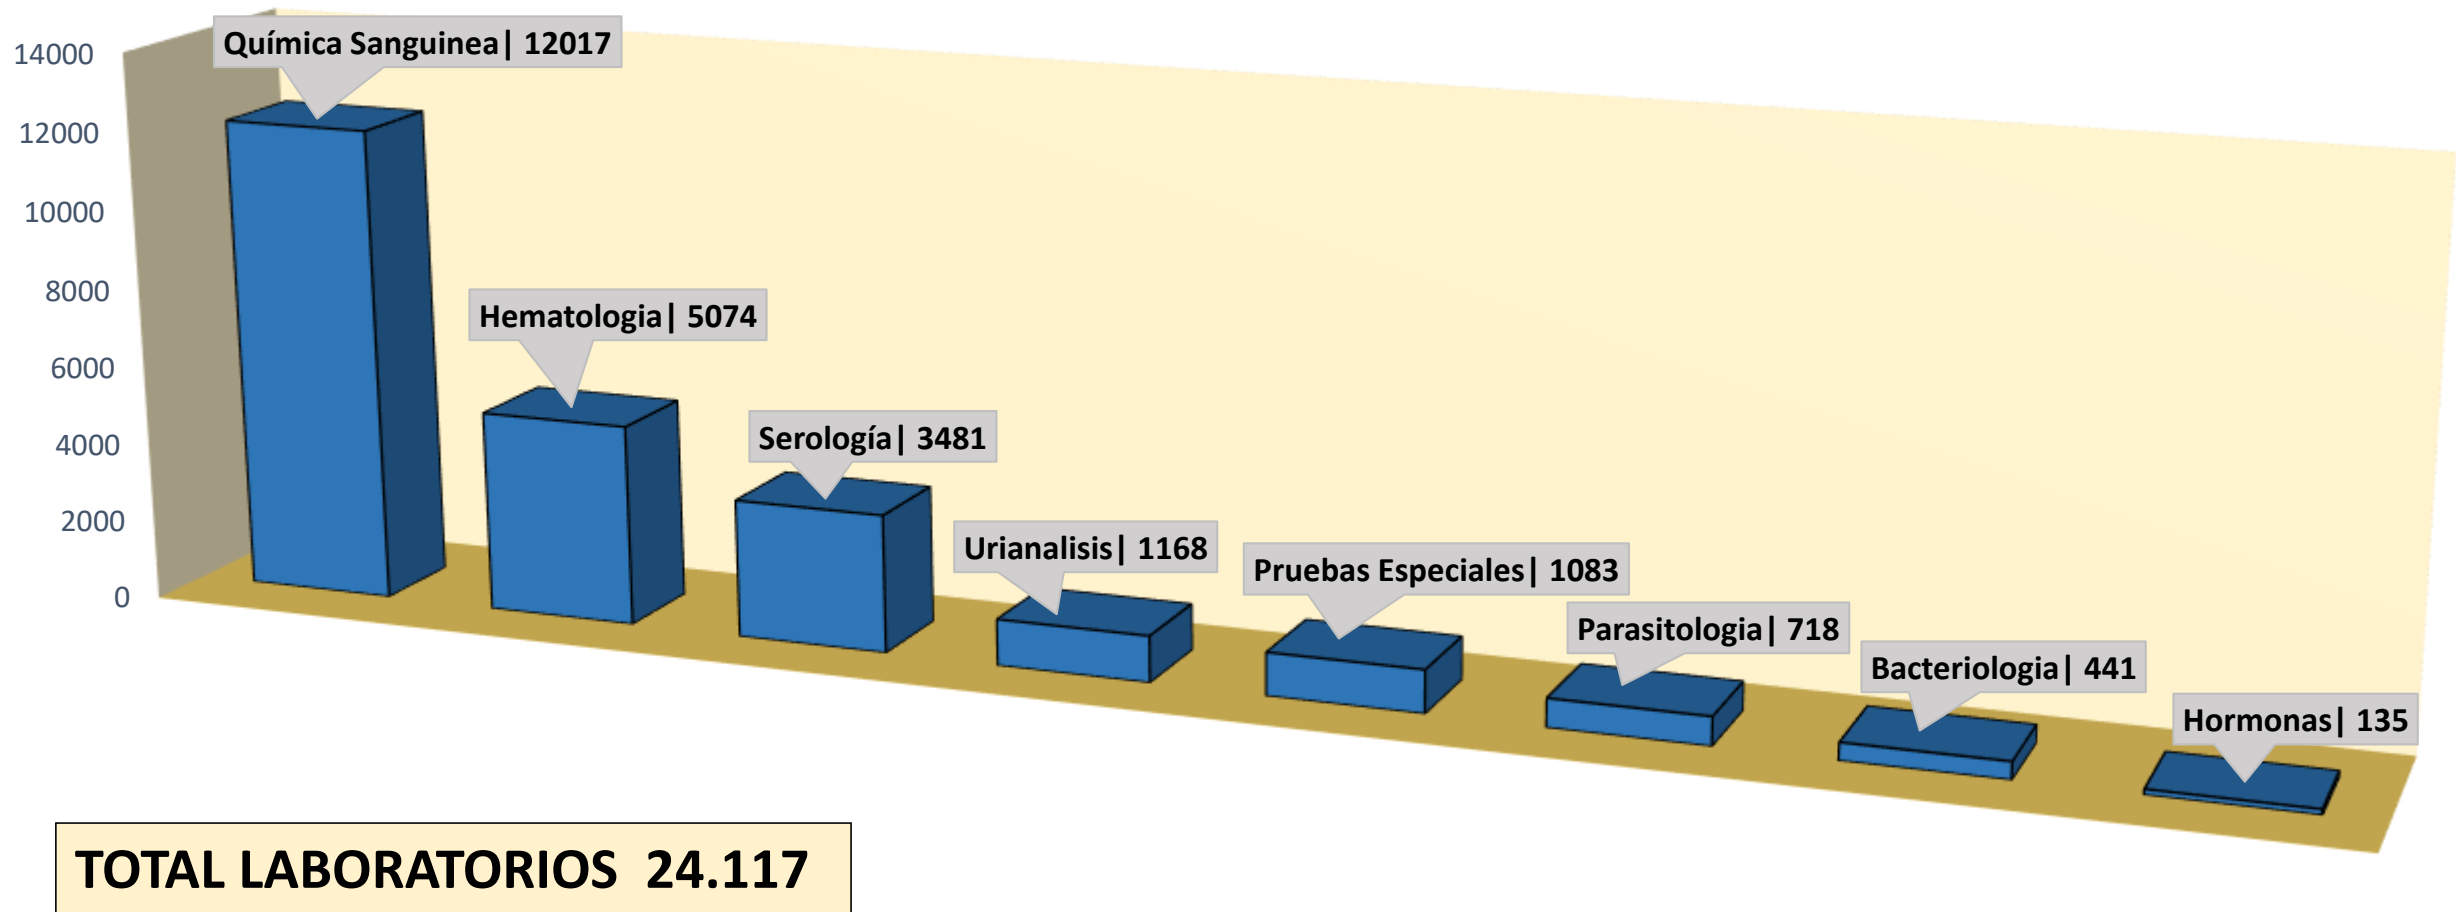 14000
12000
10000
8000
6000
4000
2000
0
Química Sanguinea| 12017
Hematologia| 5074
Serología| 3481
Urianalisis| 1168
Pruebas Especiales| 1083
Parasitologia| 718
Bacteriologia| 441
Hormonas| 135
TOTAL LABORATORIOS 24.117